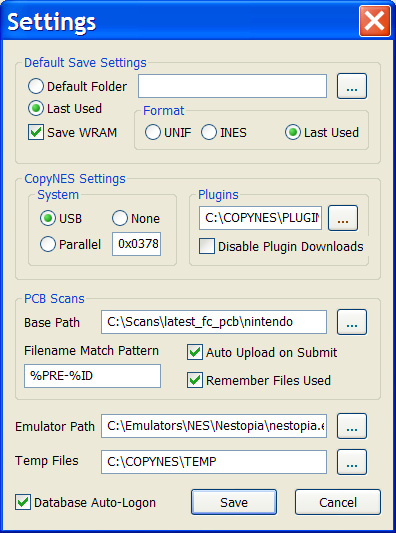 Settings
Default Save Settings
Default Folder ...
Last Used
Format
Save WRAM UNIF INES Last Used
CopyNES Settings
System Plugins
USB None C:\COPYNES\PLUGIN ...
Parallel 0x0378 Disable Plugin Downloads
PCB Scans
Base Path C:\Scans\latest_fc_pcb\nintendo ...
Filename Match Pattern Auto Upload on Submit
%PRE-%ID Remember Files Used
Emulator Path C:\Emulators\NES\Nestopia\nestopia.e ...
Temp Files C:\COPYNES\TEMP ...
Database Auto-Logon Save Cancel